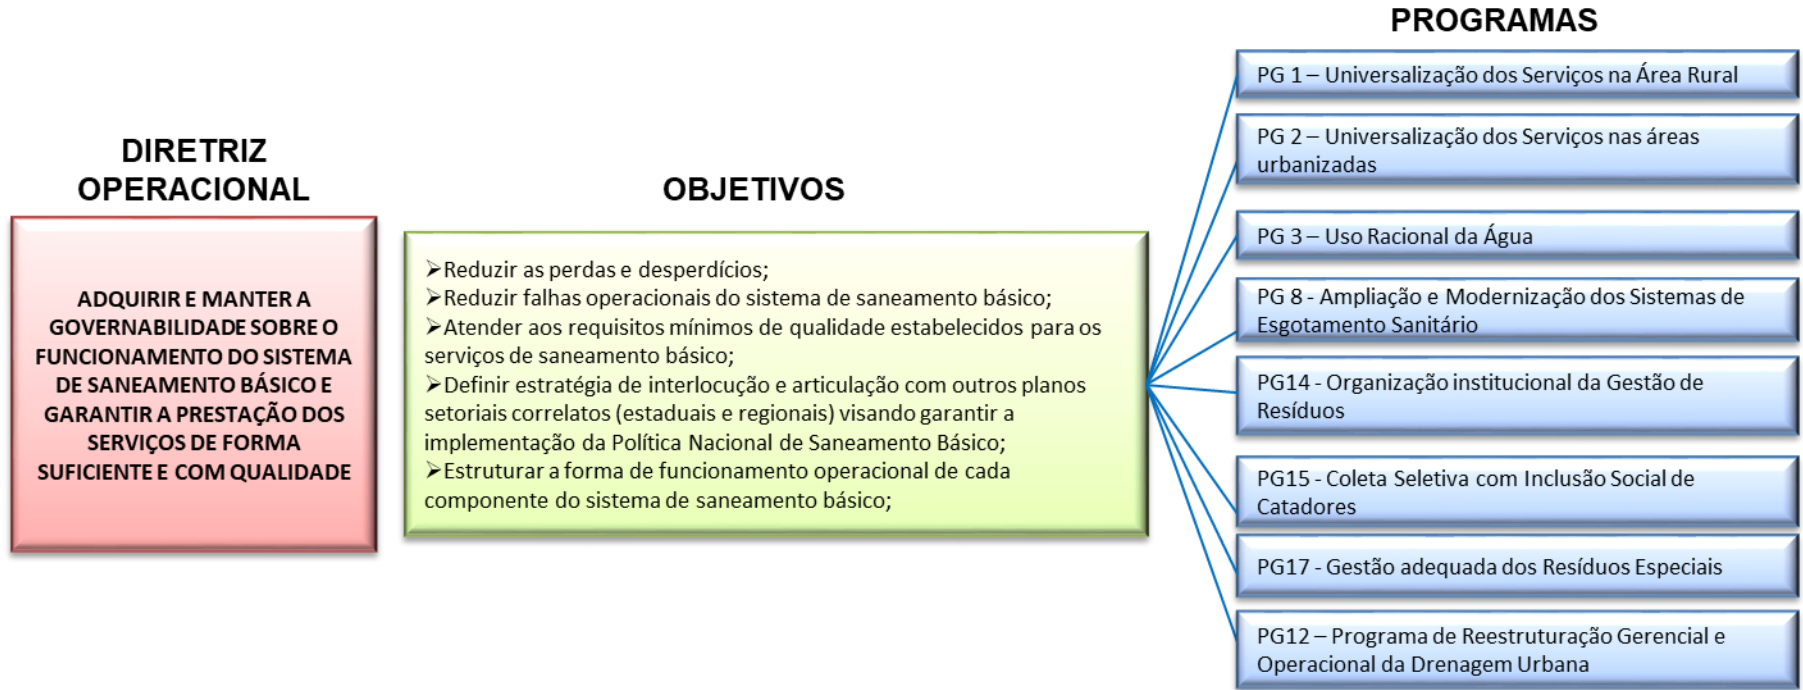 DIRETRIZ
OPERACIONAL
ADQUIRIR E MANTER A
GOVERNABILIDADE SOBRE O
FUNCIONAMENTO DO SISTEMA
DE SANEAMENTO BÁSICO E
GARANTIR A PRESTAÇÃO DOS
SERVIÇOS DE FORMA
SUFICIENTE E COM QUALIDADE
OBJETIVOS
➢Reduzir as perdas e desperdícios;
➢Reduzir falhas operacionais do sistema de saneamento básico;
➢Atender aos requisitos mínimos de qualidade estabelecidos para os
serviços de saneamento básico;
➢Definir estratégia de interlocução e articulação com outros planos
setoriais correlatos (estaduais e regionais) visando garantir a
implementação da Política Nacional de Saneamento Básico;
➢Estruturar a forma de funcionamento operacional de cada
componente do sistema de saneamento básico;
PROGRAMAS
PG 1 – Universalização dos Serviços na Área Rural
PG 2 – Universalização dos Serviços nas áreas
urbanizadas
PG 3 – Uso Racional da Água
PG 8 - Ampliação e Modernização dos Sistemas de
Esgotamento Sanitário
PG14 - Organização institucional da Gestão de
Resíduos
PG15 - Coleta Seletiva com Inclusão Social de
Catadores
PG17 - Gestão adequada dos Resíduos Especiais
PG12 – Programa de Reestruturação Gerencial e
Operacional da Drenagem Urbana